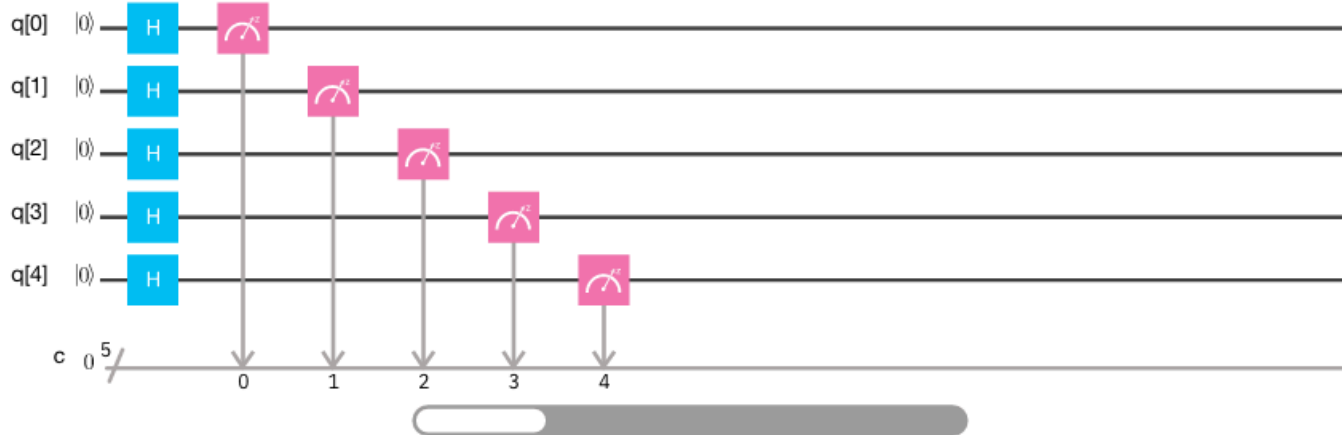 q[0] |0⟩ H z
q[1] |0⟩ H z
q[2] |0⟩ H z
q[3] |0⟩ H z
q[4] |0⟩ H z
c 0 5
0 1 2 3 4